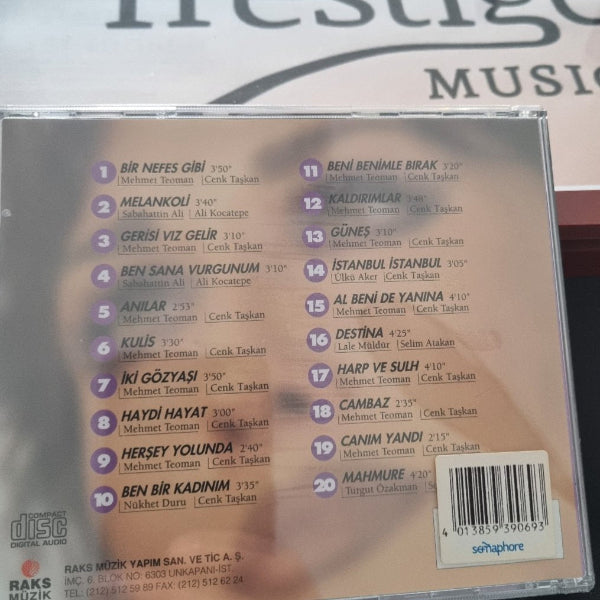 Prestige
MUSIC
1 BİR NEFES GİBİ 3'50"
Mehmet Teoman Cenk Taşkan
2 MELANKOLİ 3'40"
Sabahattin Ali Ali Kocatepe
3 GERİSİ VIZ GELİR 3'10"
Mehmet Teoman Cenk Taşkan
4 BEN SANA VURGUNUM 3'10"
Sabahattin Ali Ali Kocatepe
5 ANILAR 2'53"
Mehmet Teoman Cenk Taşkan
6 KULİS 3'30"
Mehmet Teoman Cenk Taşkan
7 İKİ GÖZYAŞI 3'50"
Mehmet Teoman Cenk Taşkan
8 HAYDİ HAYAT 3'00"
Mehmet Teoman Cenk Taşkan
9 HERŞEY YOLUNDA 2'40"
Mehmet Teoman Cenk Taşkan
10 BEN BİR KADINIM 3'35"
Nükhet Duru Cenk Taşkan
11 BENİ BENİMLE BIRAK 3'20"
Mehmet Teoman Cenk Taşkan
12 KALDIRIMLAR 3'48"
Mehmet Teoman Cenk Taşkan
13 GÜNEŞ 3'10"
Mehmet Teoman Cenk Taşkan
14 İSTANBUL İSTANBUL 3'05"
Ülkü Aker Cenk Taşkan
15 AL BENİ DE YANINA 4'10"
Mehmet Teoman Cenk Taşkan
16 DESTİNA 4'25"
Lale Müldür Selim Atakan
17 HARP VE SULH 4'10"
Mehmet Teoman Cenk Taşkan
18 CAMBAZ 2'35"
Mehmet Teoman Cenk Taşkan
19 CANIM YANDI 2'15"
Mehmet Teoman Cenk Taşkan
20 MAHMURE 4'20"
Turgut Özakman
4 013859 390693
semaphore
COMPACT
disc
DIGITAL AUDIO
RAKS
MÜZİK
RAKS MÜZİK YAPIM SAN. VE TİC A. Ş.
İMÇ. 6. BLOK NO: 6303 UNKAPANI-İST.
TEL: (212) 512 59 89 FAX: (212) 512 62 24